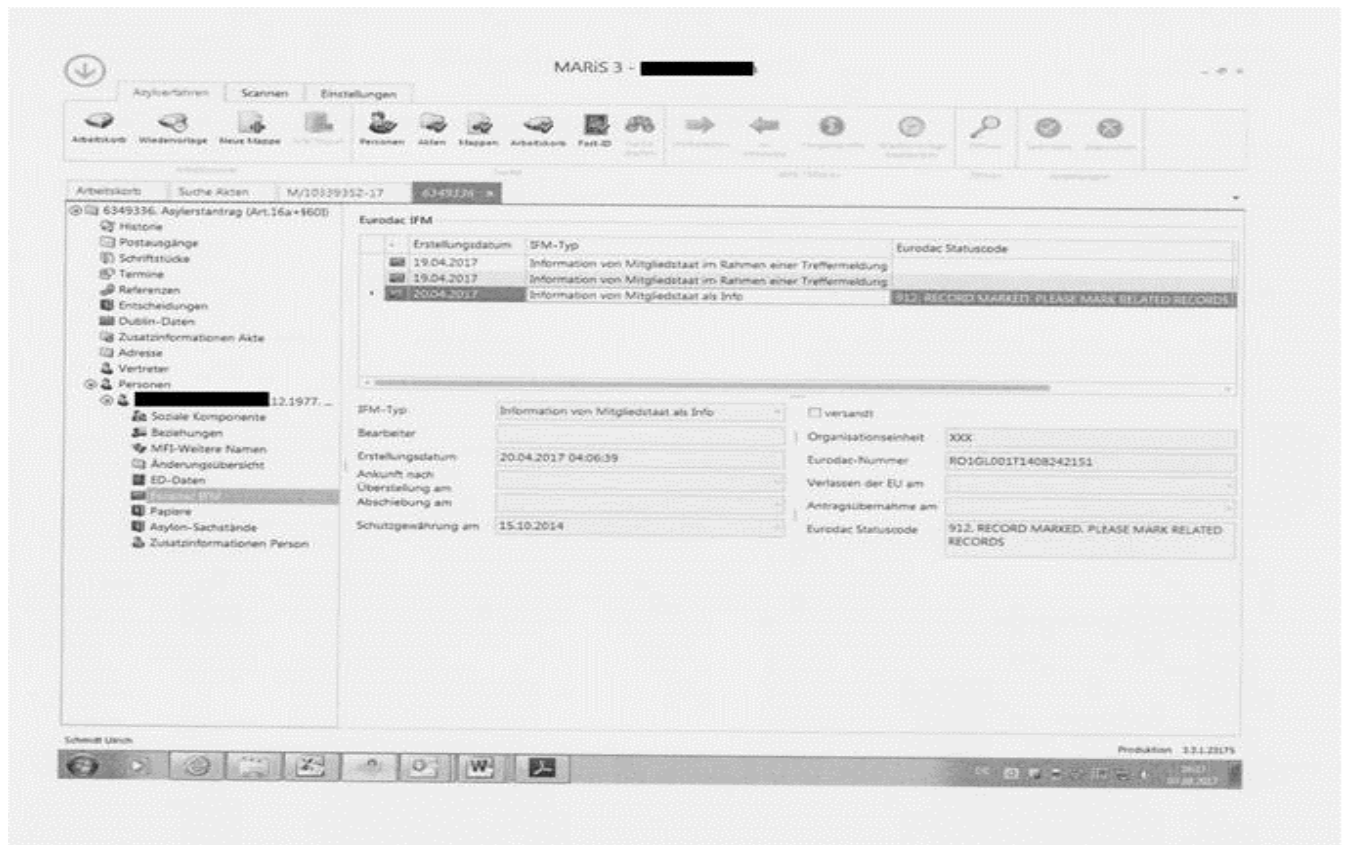 MARiS 3 -
Asylverfahren Scannen Einstellungen
Arbeitskorb Wiedervorlage Neue Mappe Personen Akten Mappen Arbeitskorb Fast-ID
Arbeitskorb Suche Akten M/10339352-17 6349336
6349336, Asylerstantrag (Art.16a+§60)
Historie
Postausgänge
Schriftstücke
Termine
Referenzen
Entscheidungen
Dublin-Daten
Zusatzinformationen Akte
Adresse
Vertreter
Personen
12.1977, ...
Soziale Komponente
Beziehungen
MFI-Weitere Namen
Änderungsübersicht
ED-Daten
Eurodac IFM
Papiere
Asylon-Sachstände
Zusatzinformationen Person
Eurodac IFM
Erstellungsdatum IFM-Typ Eurodac Statuscode
19.04.2017 Information von Mitgliedstaat im Rahmen einer Treffermeldung
19.04.2017 Information von Mitgliedstaat im Rahmen einer Treffermeldung
20.04.2017 Information von Mitgliedstaat als Info 912, RECORD MARKED. PLEASE MARK RELATED RECORDS
IFM-Typ Information von Mitgliedstaat als Info versandt
Bearbeiter Organisationseinheit XXX
Erstellungsdatum 20.04.2017 04:06:39 Eurodac-Nummer RO1GL001T1408242151
Ankunft nach Überstellung am Verlassen der EU am
Abschiebung am Antragsübernahme am
Schutzgewährung am 15.10.2014 Eurodac Statuscode 912, RECORD MARKED. PLEASE MARK RELATED
RECORDS
Schmidt Ulrich
Produktion 3.3.1.23175